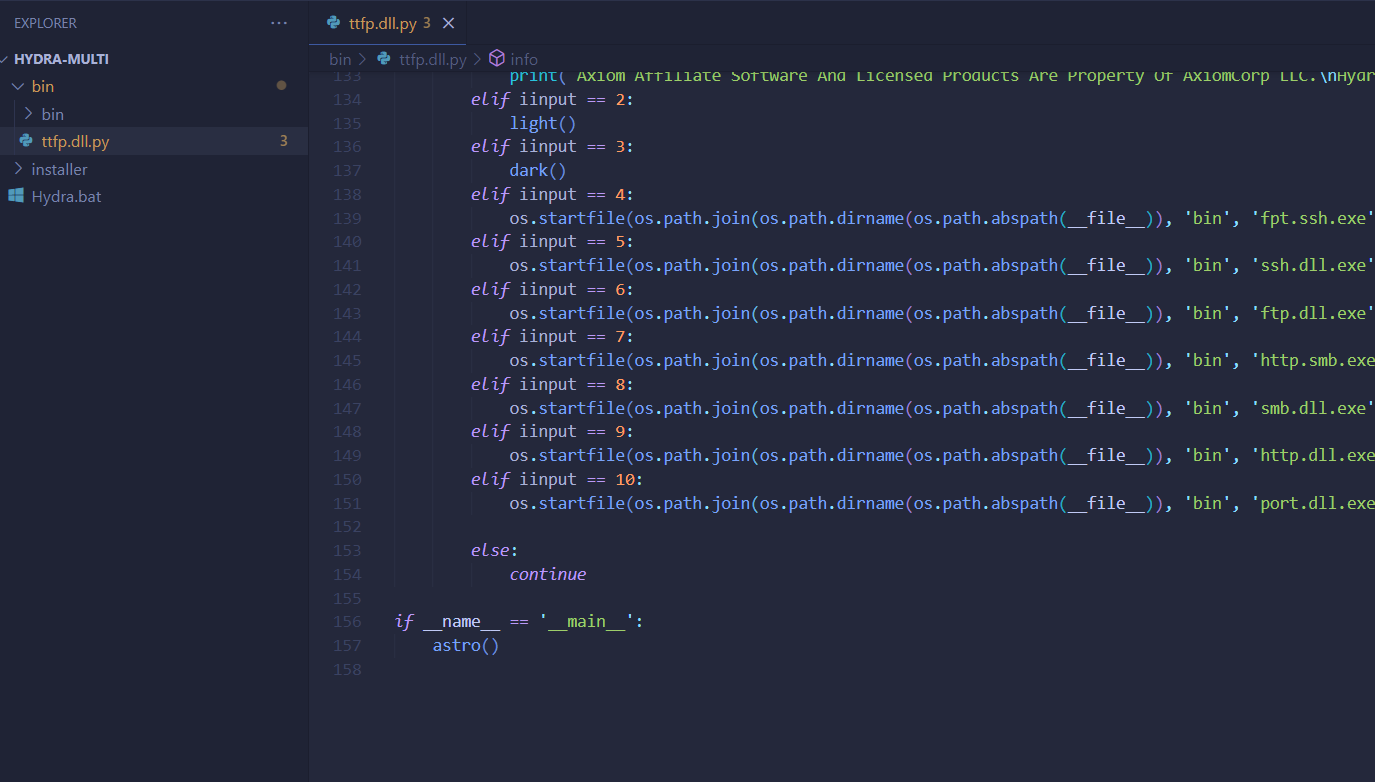 EXPLORER
...
HYDRA-MULTI
bin
bin
ttfp.dll.py 3
installer
Hydra.bat
ttfp.dll.py 3
bin > ttfp.dll.py > info
133 print( Axiom Affiliate Software And Licensed Products Are Property Of AxiomCorp LLC.\nHydr
134 elif iinput == 2:
135 light()
136 elif iinput == 3:
137 dark()
138 elif iinput == 4:
139 os.startfile(os.path.join(os.path.dirname(os.path.abspath(__file__)), 'bin', 'fpt.ssh.exe'
140 elif iinput == 5:
141 os.startfile(os.path.join(os.path.dirname(os.path.abspath(__file__)), 'bin', 'ssh.dll.exe'
142 elif iinput == 6:
143 os.startfile(os.path.join(os.path.dirname(os.path.abspath(__file__)), 'bin', 'ftp.dll.exe'
144 elif iinput == 7:
145 os.startfile(os.path.join(os.path.dirname(os.path.abspath(__file__)), 'bin', 'http.smb.exe
146 elif iinput == 8:
147 os.startfile(os.path.join(os.path.dirname(os.path.abspath(__file__)), 'bin', 'smb.dll.exe'
148 elif iinput == 9:
149 os.startfile(os.path.join(os.path.dirname(os.path.abspath(__file__)), 'bin', 'http.dll.exe
150 elif iinput == 10:
151 os.startfile(os.path.join(os.path.dirname(os.path.abspath(__file__)), 'bin', 'port.dll.exe
152
153 else:
154 continue
155
156 if __name__ == '__main__':
157 astro()
158